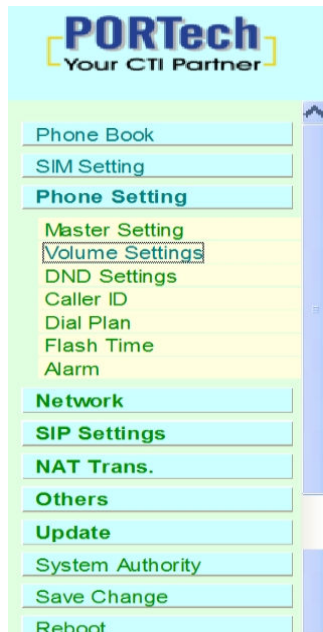 PORTech
Your CTI Partner
Phone Book
SIM Setting
Phone Setting
Master Setting
Volume Settings
DND Settings
Caller ID
Dial Plan
Flash Time
Alarm
Network
SIP Settings
NAT Trans.
Others
Update
System Authority
Save Change
Reboot